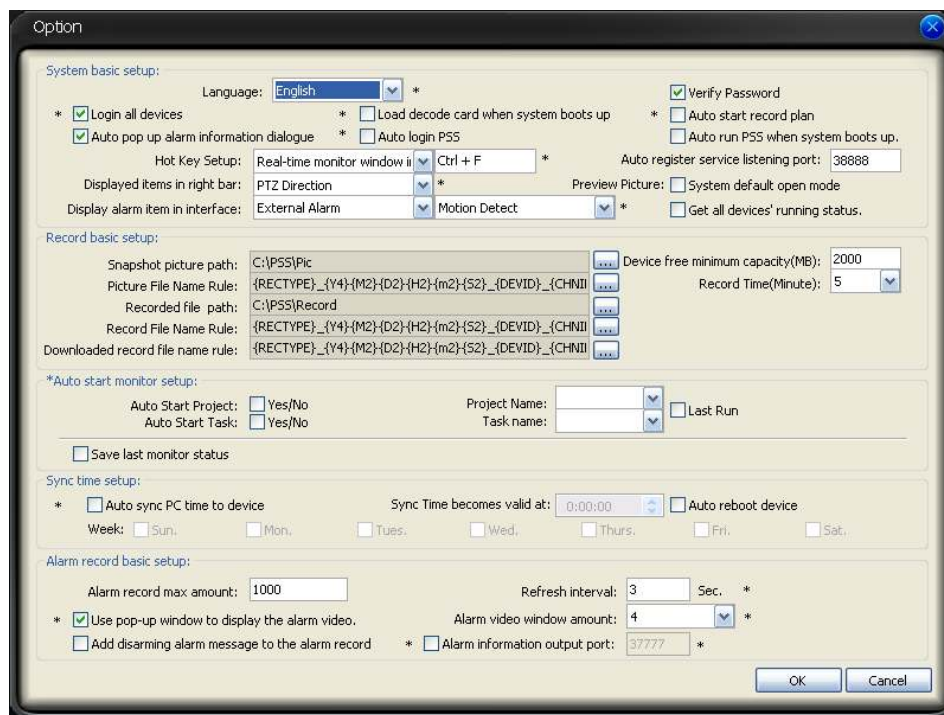 Option
System basic setup:
Language: English *
Verify Password
* Login all devices * Load decode card when system boots up * Auto start record plan
Auto pop up alarm information dialogue * Auto login PSS Auto run PSS when system boots up.
Hot Key Setup: Real-time monitor window i Ctrl + F * Auto register service listening port: 38888
Displayed items in right bar: PTZ Direction * Preview Picture: System default open mode
Display alarm item in interface: External Alarm Motion Detect * Get all devices' running status.
Record basic setup:
Snapshot picture path: C:\PSS\Pic ... Device free minimum capacity(MB): 2000
Picture File Name Rule: {RECTYPE}_{Y4}{M2}{D2}{H2}{m2}{S2}_{DEVID}_{CHNI ... Record Time(Minute): 5
Recorded file path: C:\PSS\Record ...
Record File Name Rule: {RECTYPE}_{Y4}{M2}{D2}{H2}{m2}{S2}_{DEVID}_{CHNI ...
Downloaded record file name rule: {RECTYPE}_{Y4}{M2}{D2}{H2}{m2}{S2}_{DEVID}_{CHNI ...
*Auto start monitor setup:
Auto Start Project: Yes/No Project Name: Last Run
Auto Start Task: Yes/No Task name:
Save last monitor status
Sync time setup:
* Auto sync PC time to device Sync Time becomes valid at: 0:00:00 Auto reboot device
Week: Sun. Mon. Tues. Wed. Thurs. Fri. Sat.
Alarm record basic setup:
Alarm record max amount: 1000 Refresh interval: 3 Sec. *
* Use pop-up window to display the alarm video. Alarm video window amount: 4 *
Add disarming alarm message to the alarm record * Alarm information output port: 37777 *
OK Cancel